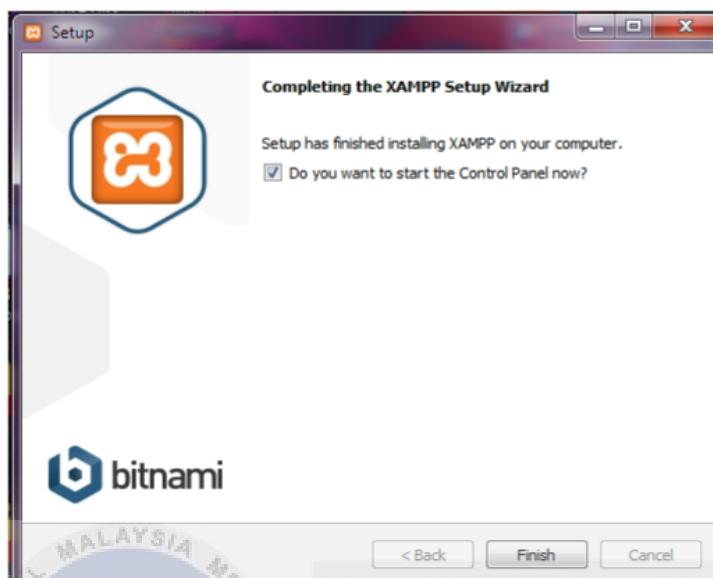 Setup
Completing the XAMPP Setup Wizard
Setup has finished installing XAMPP on your computer.
Do you want to start the Control Panel now?
bitnami
< Back
Finish
Cancel
MALAYSIA